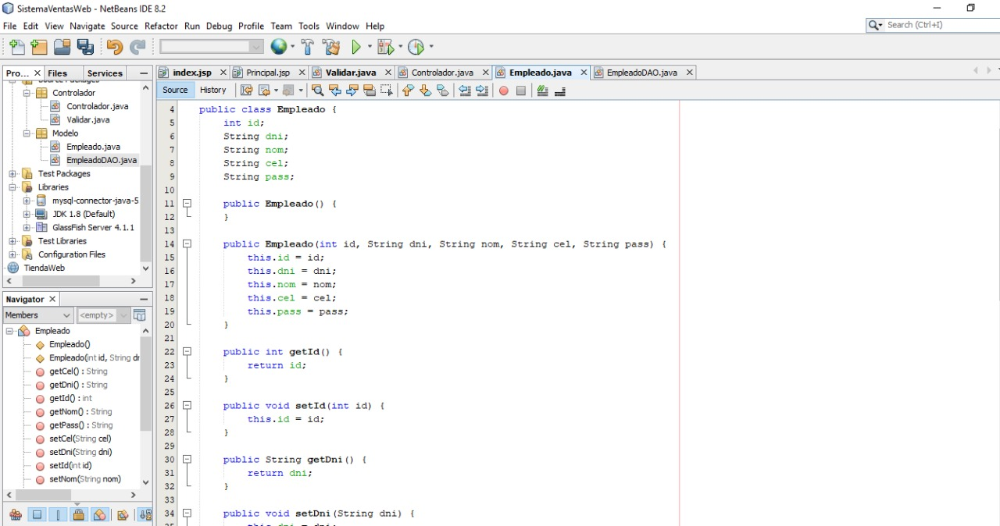 SistemaVentasWeb - NetBeans IDE 8.2
File Edit View Navigate Source Refactor Run Debug Profile Team Tools Window Help
Search (Ctrl+I)
Pro... Files Services
index.jsp Principal.jsp Validar.java Controlador.java Empleado.java EmpleadoDAO.java
Source History
Source Packages
Controlador
Controlador.java
Validar.java
Modelo
Empleado.java
EmpleadoDAO.java
Test Packages
Libraries
mysql-connector-java-5
JDK 1.8 (Default)
GlassFish Server 4.1.1
Test Libraries
Configuration Files
TiendaWeb
Navigator
Members <empty>
Empleado
Empleado()
Empleado(int id, String dr
getCel() : String
getDni() : String
getId() : int
getNom() : String
getPass() : String
setCel(String cel)
setDni(String dni)
setId(int id)
setNom(String nom)
4 public class Empleado {
5 int id;
6 String dni;
7 String nom;
8 String cel;
9 String pass;
10
11 public Empleado() {
12 }
13
14 public Empleado(int id, String dni, String nom, String cel, String pass) {
15 this.id = id;
16 this.dni = dni;
17 this.nom = nom;
18 this.cel = cel;
19 this.pass = pass;
20 }
21
22 public int getId() {
23 return id;
24 }
25
26 public void setId(int id) {
27 this.id = id;
28 }
29
30 public String getDni() {
31 return dni;
32 }
33
34 public void setDni(String dni) {
35 this.dni = dni;